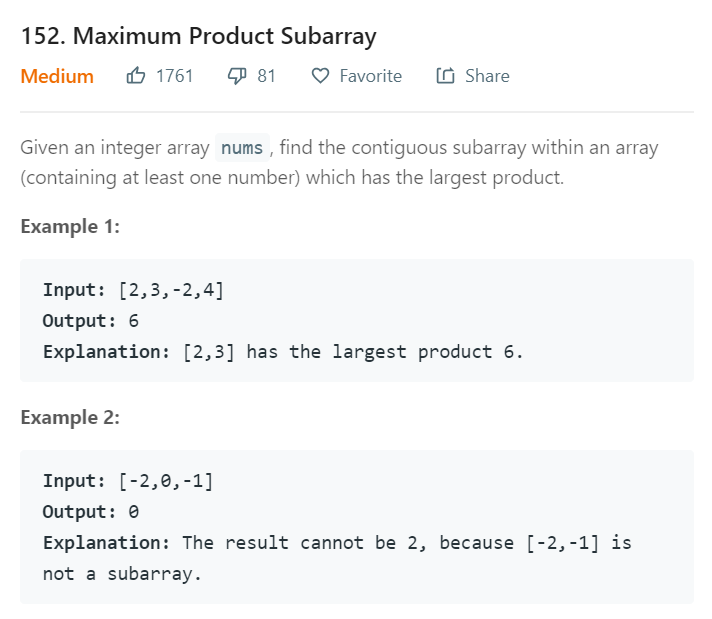 152. Maximum Product Subarray
Medium 1761 81 Favorite Share
Given an integer array nums , find the contiguous subarray within an array
(containing at least one number) which has the largest product.
Example 1:
Input: [2,3,-2,4]
Output: 6
Explanation: [2,3] has the largest product 6.
Example 2:
Input: [-2,0,-1]
Output: 0
Explanation: The result cannot be 2, because [-2,-1] is
not a subarray.